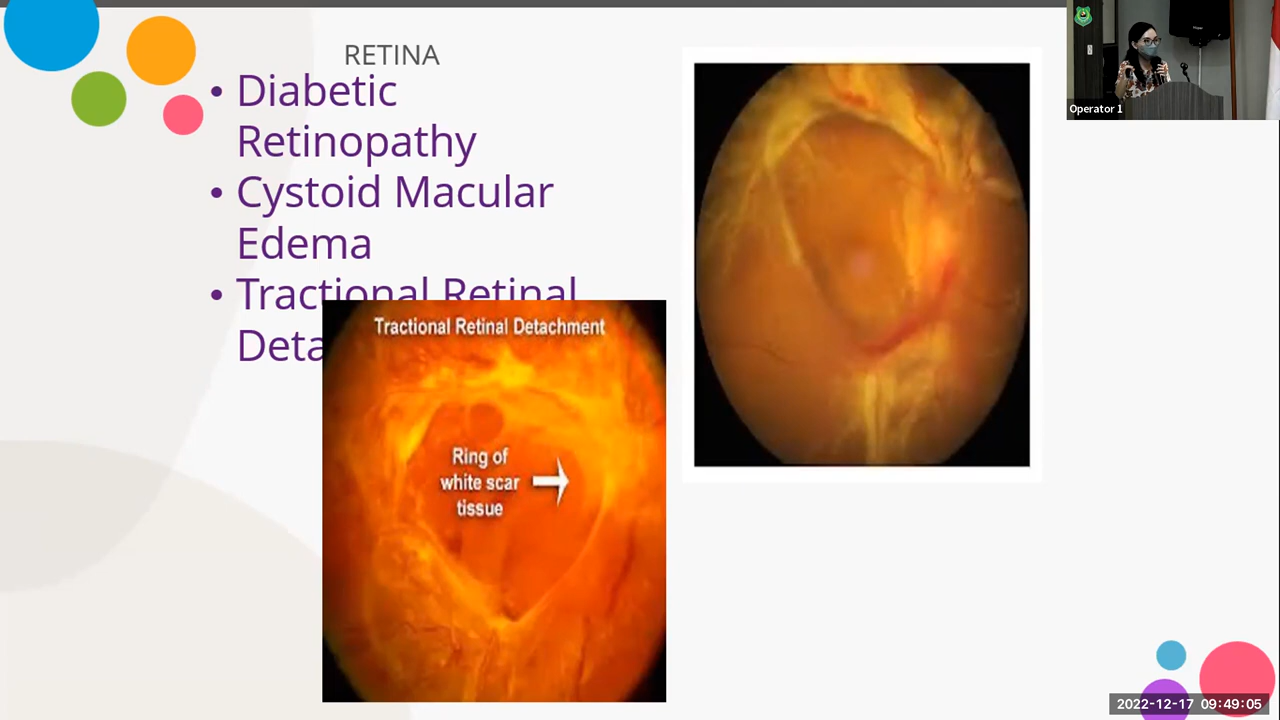 RETINA
• Diabetic
Retinopathy
• Cystoid Macular
Edema
• Tractional Retinal
Deta
Tractional Retinal Detachment
Ring of
white scar
tissue
Operator 1
2022-12-17 09:49:05